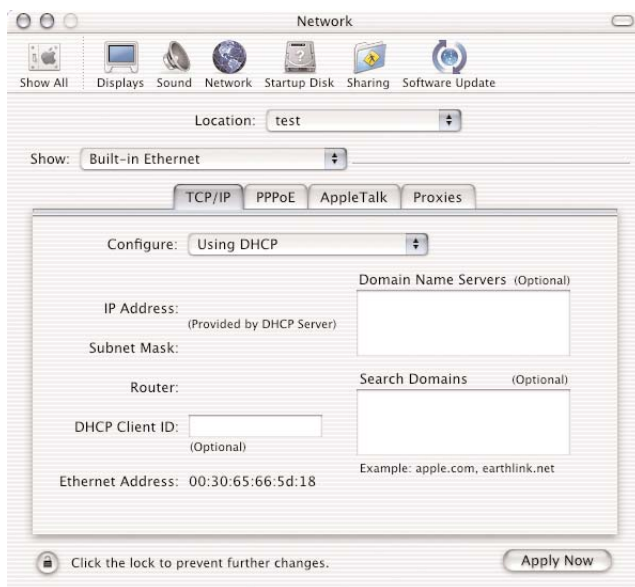 Network
Show All Displays Sound Network Startup Disk Sharing Software Update
Location: test
Show: Built-in Ethernet
TCP/IP PPPoE AppleTalk Proxies
Configure: Using DHCP
Domain Name Servers (Optional)
IP Address:
(Provided by DHCP Server)
Subnet Mask:
Router:
Search Domains (Optional)
DHCP Client ID:
(Optional)
Example: apple.com, earthlink.net
Ethernet Address: 00:30:65:66:5d:18
Click the lock to prevent further changes.
Apply Now